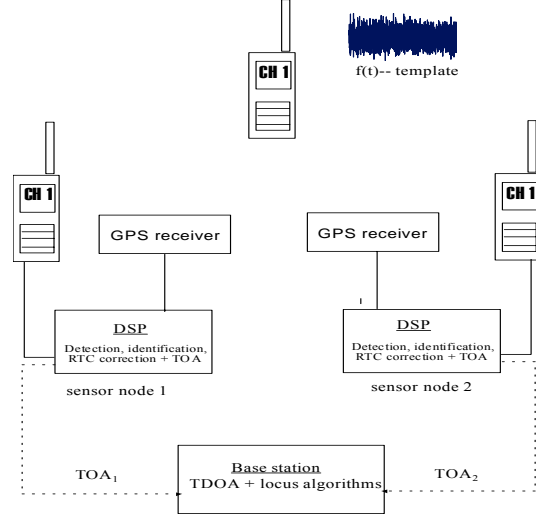 CH 1
f(t)-- template
CH 1
CH 1
GPS receiver
GPS receiver
DSP
Detection, identification,
RTC correction + TOA
DSP
Detection, identification,
RTC correction + TOA
sensor node 1
sensor node 2
TOA₁
Base station
TDOA + locus algorithms
TOA₂